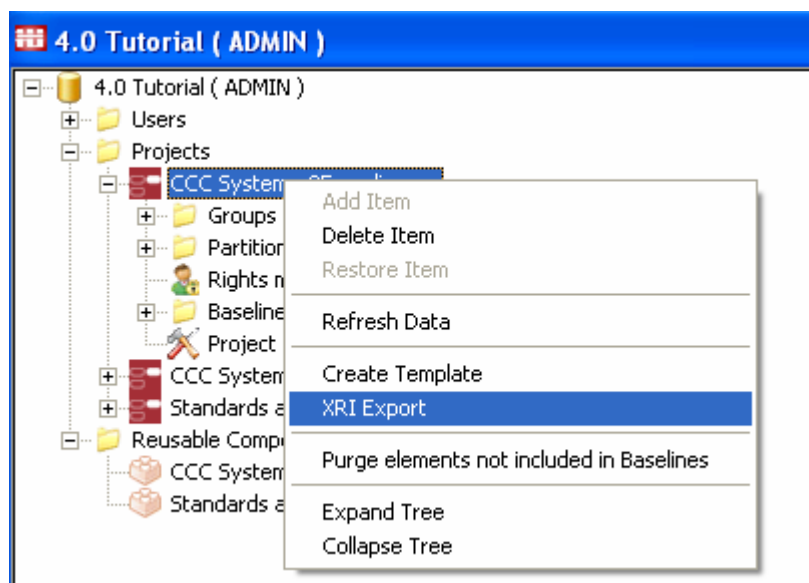 4.0 Tutorial ( ADMIN )
4.0 Tutorial ( ADMIN )
Users
Projects
CCC System
Groups
Partition
Rights
Baseline
Project
CCC System
Standards
Reusable
CCC System
Standards
Add Item
Delete Item
Restore Item
Refresh Data
Create Template
XRI Export
Purge elements not included in Baselines
Expand Tree
Collapse Tree